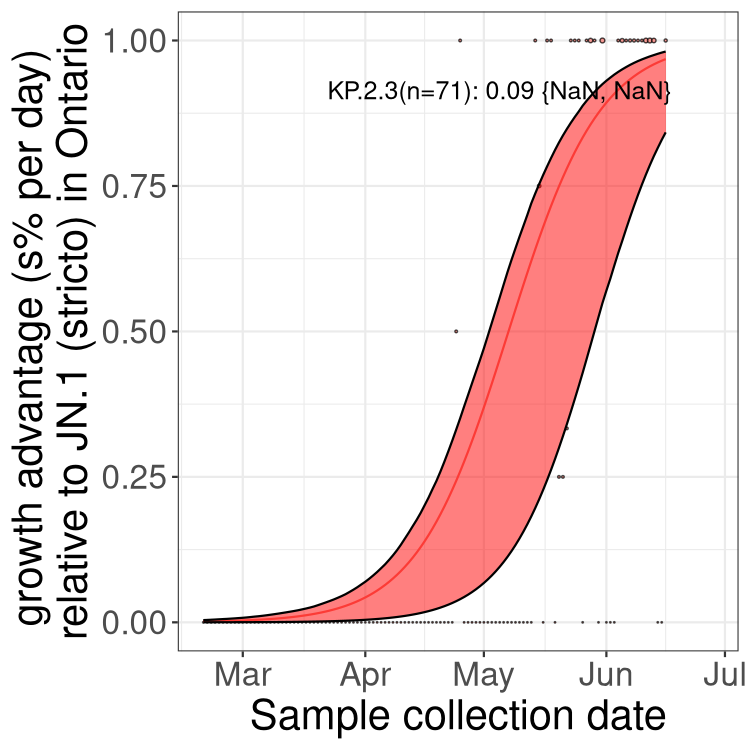 growth advantage (s% per day)
relative to JN.1 (stricto) in Ontario
1.00
0.75
0.50
0.25
0.00
KP.2.3(n=71): 0.09 {NaN, NaN}
Mar Apr May Jun Jul
Sample collection date